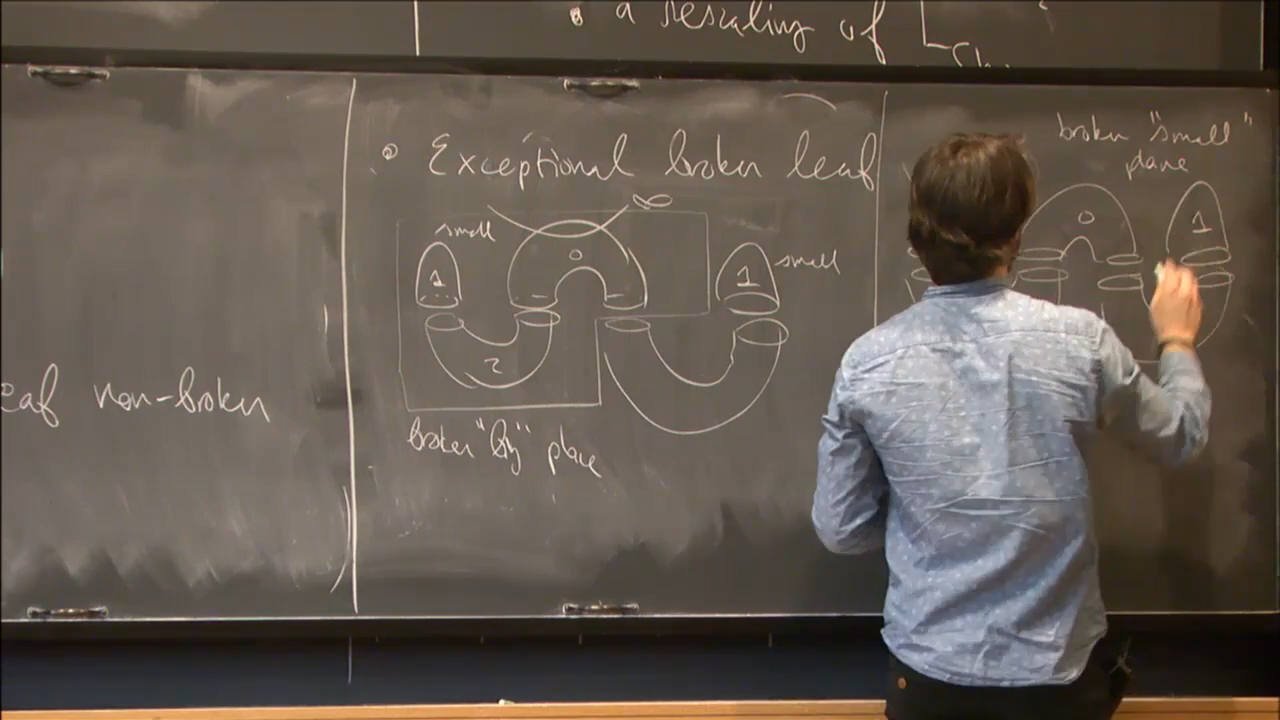 a rescaling of L
eaf non-broken
Exceptional broken leaf
∞
small
0
1
1
small
2
broken "big" plane
broken "small"
plane
0
1